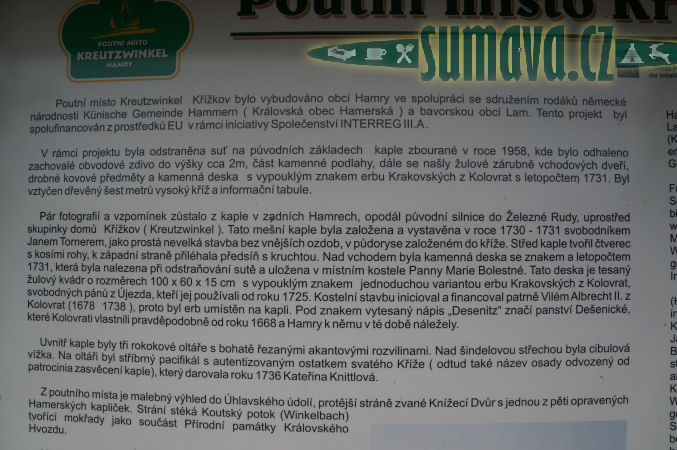 Poutní místo Kr
POUTNÍ MÍSTO
KREUTZWINKEL
HAMRY
sumava.cz
Poutní místo Kreutzwinkel Křížkov bylo vybudováno obcí Hamry ve spolupráci se sdružením rodáků německé
národnosti Künische Gemeinde Hammern ( Královská obec Hamerská ) a bavorskou obcí Lam. Tento projekt byl
spolufinancován z prostředků EU v rámci iniciativy Společenství INTERREG III.A .
V rámci projektu byla odstraněna suť na původních základech kaple zbourané v roce 1958, kde bylo odhaleno
zachovalé obvodové zdivo do výšky cca 2m, část kamenné podlahy, dále se našly žulové zárubně vchodových dveří,
drobné kovové předměty a kamenná deska s vypouklým znakem erbu Krakovských z Kolovrat s letopočtem 1731. Byl
vztyčen dřevěný šest metrů vysoký kříž a informační tabule.
Pár fotografií a vzpomínek zůstalo z kaple v zadních Hamrech, opodál původní silnice do Železné Rudy, uprostřed
skupinky domů Křížkov ( Kreutzwinkel ). Tato mešní kaple byla založena a vystavěna v roce 1730 - 1731 svobodníkem
Janem Tornerem, jako prostá nevelká stavba bez vnějších ozdob, v půdoryse založeném do kříže. Střed kaple tvořil čtverec
s kosími rohy, k západní straně přiléhala předsíň s kruchtou. Nad vchodem byla kamenná deska se znakem a letopočtem
1731, která byla nalezena při odstraňování sutě a uložena v místním kostele Panny Marie Bolestné. Tato deska je tesaný
žulový kvádr o rozměrech 100 x 60 x 15 cm s vypouklým znakem jednoduchou variantou erbu Krakovských z Kolovrat,
svobodných pánů z Újezda, kteří jej používali od roku 1725. Kostelní stavbu inicioval a financoval patrně Vilém Albrecht II. z
Kolovrat (1678 1738 ), proto byl erb umístěn na kapli. Pod znakem vytesaný nápis „Desenitz" značí panství Dešenické,
které Kolovrati vlastnili pravděpodobně od roku 1668 a Hamry k němu v té době náležely.
Uvnitř kaple byly tři rokokové oltáře s bohatě řezanými akantovými rozvilinami. Nad šindelovou střechou byla cibulová
vížka. Na oltáři byl stříbrný pacifikál s autentizovaným ostatkem svatého Kříže ( odtud také název osady odvozený od
patrocinia zasvěcení kaple), který darovala roku 1736 Kateřina Knittlová.
Z poutního místa je malebný výhled do Úhlavského údolí, protější stráně zvané Knížecí Dvůr s jednou z pěti opravených
Hamerských kapliček. Strání stéká Koutský potok (Winkelbach)
tvořící mokřady jako součást Přírodní památky Královského
Hvozdu.